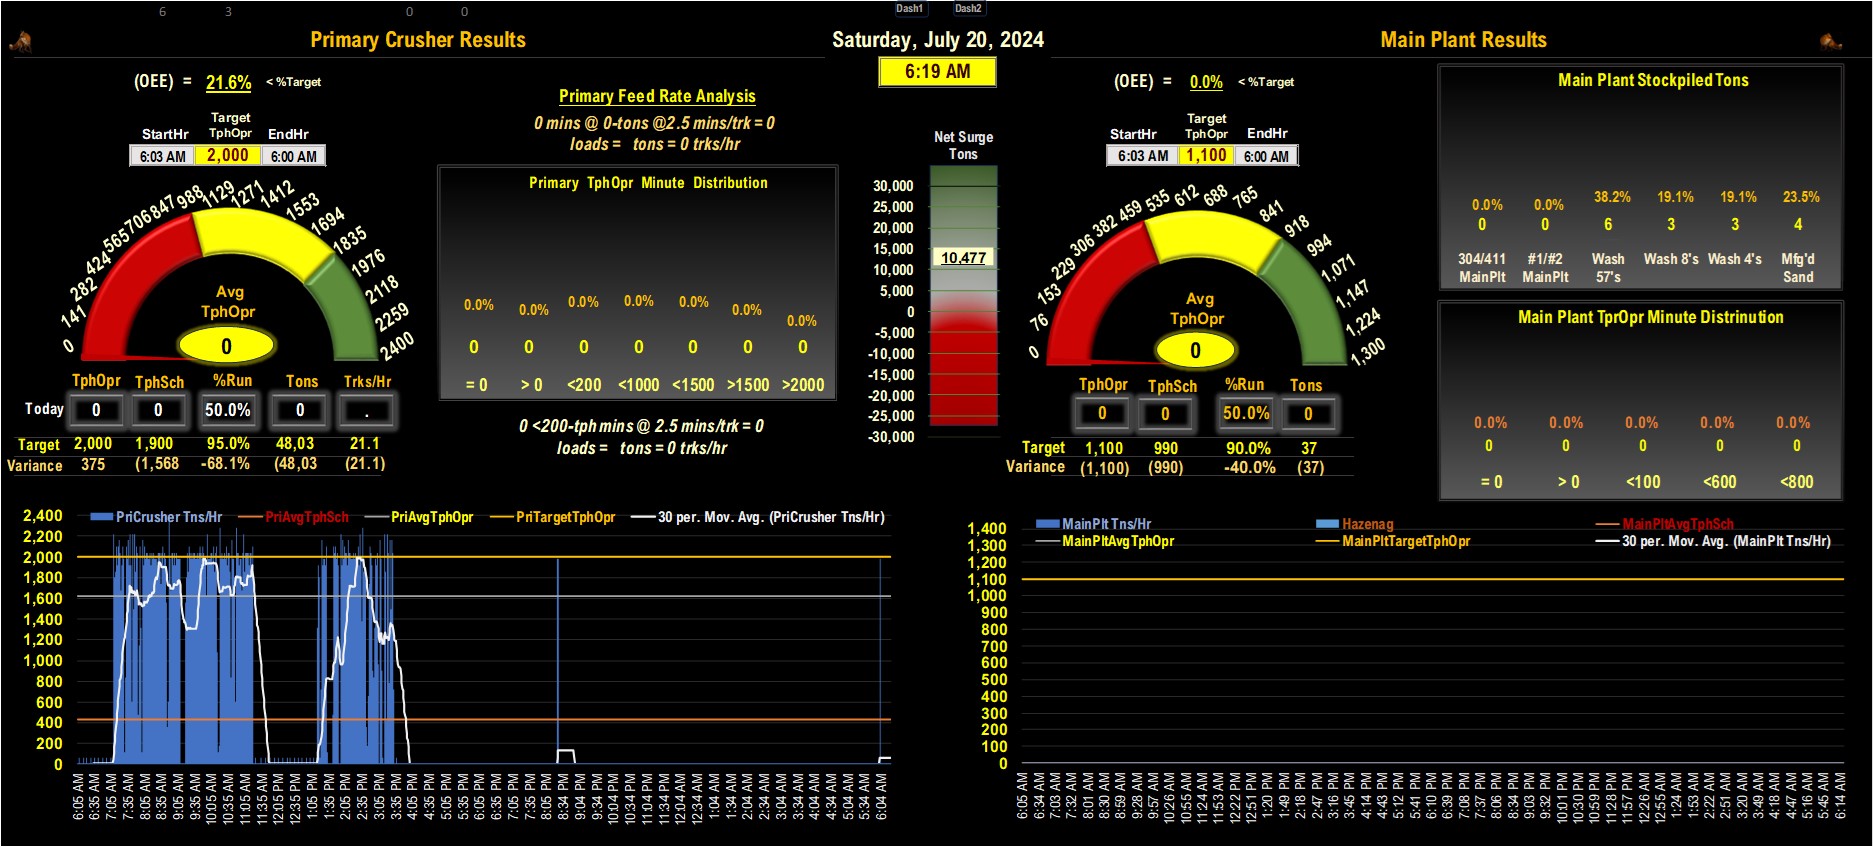 6 3 0 0 Dash1 Dash2
Primary Crusher Results
Saturday, July 20, 2024
Main Plant Results
6:19 AM
(OEE) = 21.6% < %Target
Target
StartHr TphOpr EndHr
6:03 AM 2,000 6:00 AM
Primary Feed Rate Analysis
0 mins @ 0-tons @2.5 mins/trk = 0
loads = tons = 0 trks/hr
0 141 282 424 565 706 847 988 1129 1271 1412 1553 1694 1835 1976 2118 2259 2400
Avg
TphOpr
0
Primary TphOpr Minute Distribution
0.0% 0.0% 0.0% 0.0% 0.0% 0.0% 0.0%
0 0 0 0 0 0 0
= 0 > 0 <200 <1000 <1500 >1500 >2000
0 <200-tph mins @ 2.5 mins/trk = 0
loads = tons = 0 trks/hr
TphOpr TphSch %Run Tons Trks/Hr
Today 0 0 50.0% 0 .
Target 2,000 1,900 95.0% 48,03 21.1
Variance 375 (1,568 -68.1% (48,03 (21.1)
Net Surge
Tons
30,000
25,000
20,000
15,000
10,477
10,000
5,000
0
-5,000
-10,000
-15,000
-20,000
-25,000
-30,000
(OEE) = 0.0% < %Target
Target
StartHr TphOpr EndHr
6:03 AM 1,100 6:00 AM
0 76 153 229 306 382 459 535 612 688 765 841 918 994 1,071 1,147 1,224 1,300
Avg
TphOpr
0
TphOpr TphSch %Run Tons
0 0 50.0% 0
Target 1,100 990 90.0% 37
Variance (1,100) (990) -40.0% (37)
Main Plant Stockpiled Tons
0.0% 0.0% 38.2% 19.1% 19.1% 23.5%
0 0 6 3 3 4
304/411 #1/#2 Wash Wash 8's Wash 4's Mfg'd
MainPlt MainPlt 57's Sand
Main Plant TprOpr Minute Distrinution
0.0% 0.0% 0.0% 0.0% 0.0%
0 0 0 0 0
= 0 > 0 <100 <600 <800
PriCrusher Tns/Hr PriAvgTphSch PriAvgTphOpr PriTargetTphOpr 30 per. Mov. Avg. (PriCrusher Tns/Hr)
2,400
2,200
2,000
1,800
1,600
1,400
1,200
1,000
800
600
400
200
0
6:05 AM 6:35 AM 7:05 AM 7:35 AM 8:05 AM 8:35 AM 9:05 AM 9:35 AM 10:05 AM 10:35 AM 11:05 AM 11:35 AM 12:05 PM 12:35 PM 1:05 PM 1:35 PM 2:05 PM 2:35 PM 3:05 PM 3:35 PM 4:05 PM 4:35 PM 5:05 PM 5:35 PM 6:05 PM 6:35 PM 7:05 PM 7:35 PM 8:05 PM 8:34 PM 9:04 PM 9:34 PM 10:04 PM 10:34 PM 11:04 PM 11:34 PM 12:04 AM 12:34 AM 1:04 AM 1:34 AM 2:04 AM 2:34 AM 3:04 AM 3:34 AM 4:04 AM 4:34 AM 5:04 AM 5:34 AM 6:04 AM
MainPlt Tns/Hr Hazenag MainPltAvgTphSch
MainPltAvgTphOpr MainPltTargetTphOpr 30 per. Mov. Avg. (MainPlt Tns/Hr)
1,400
1,300
1,200
1,100
1,000
900
800
700
600
500
400
300
200
100
0
6:05 AM 6:34 AM 7:03 AM 7:32 AM 8:01 AM 8:30 AM 8:59 AM 9:28 AM 9:57 AM 10:26 AM 10:55 AM 11:24 AM 11:53 AM 12:22 PM 12:51 PM 1:20 PM 1:49 PM 2:18 PM 2:47 PM 3:16 PM 3:45 PM 4:14 PM 4:43 PM 5:12 PM 5:41 PM 6:10 PM 6:39 PM 7:08 PM 7:37 PM 8:06 PM 8:34 PM 9:03 PM 9:32 PM 10:01 PM 10:30 PM 10:59 PM 11:28 PM 11:57 PM 12:26 AM 12:55 AM 1:24 AM 1:53 AM 2:22 AM 2:51 AM 3:20 AM 3:49 AM 4:18 AM 4:47 AM 5:16 AM 5:45 AM 6:14 AM